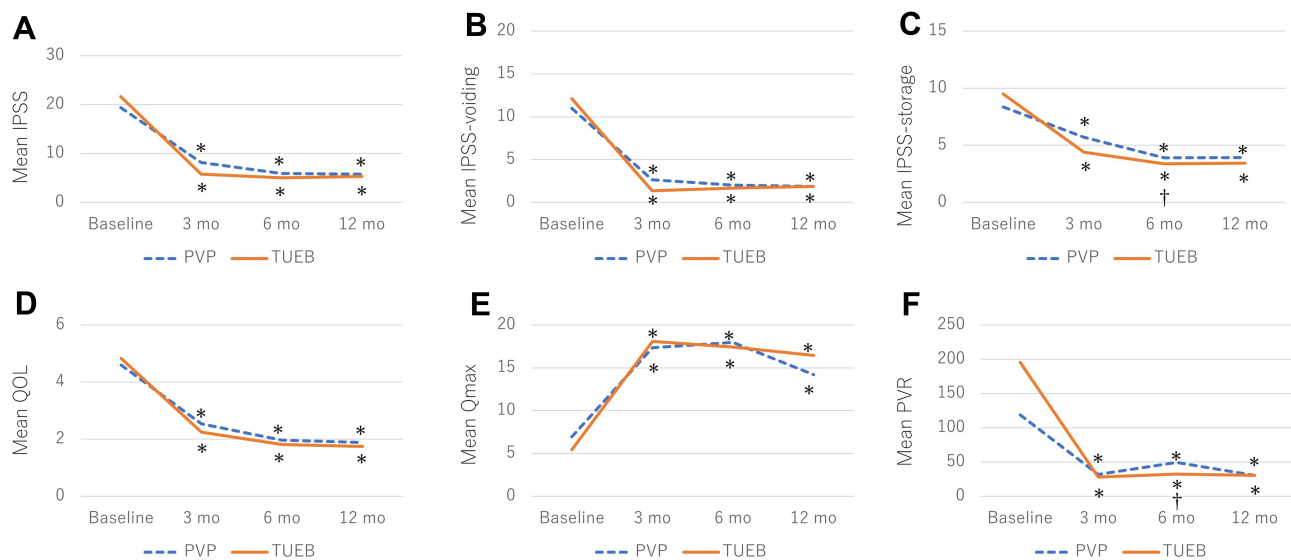 A
Mean IPSS
30
20
10
0
* * *
* * *
Baseline 3 mo 6 mo 12 mo
PVP TUEB
B
Mean IPSS-voiding
20
15
10
5
0
* * *
* * *
Baseline 3 mo 6 mo 12 mo
PVP TUEB
C
Mean IPSS-storage
15
10
5
0
* * *
* * *
†
Baseline 3 mo 6 mo 12 mo
PVP TUEB
D
Mean QOL
6
4
2
0
* * *
* * *
Baseline 3 mo 6 mo 12 mo
PVP TUEB
E
Mean Qmax
20
15
10
5
0
* * *
* * *
Baseline 3 mo 6 mo 12 mo
PVP TUEB
F
Mean PVR
250
200
150
100
50
0
* * *
* * *
†
Baseline 3 mo 6 mo 12 mo
PVP TUEB